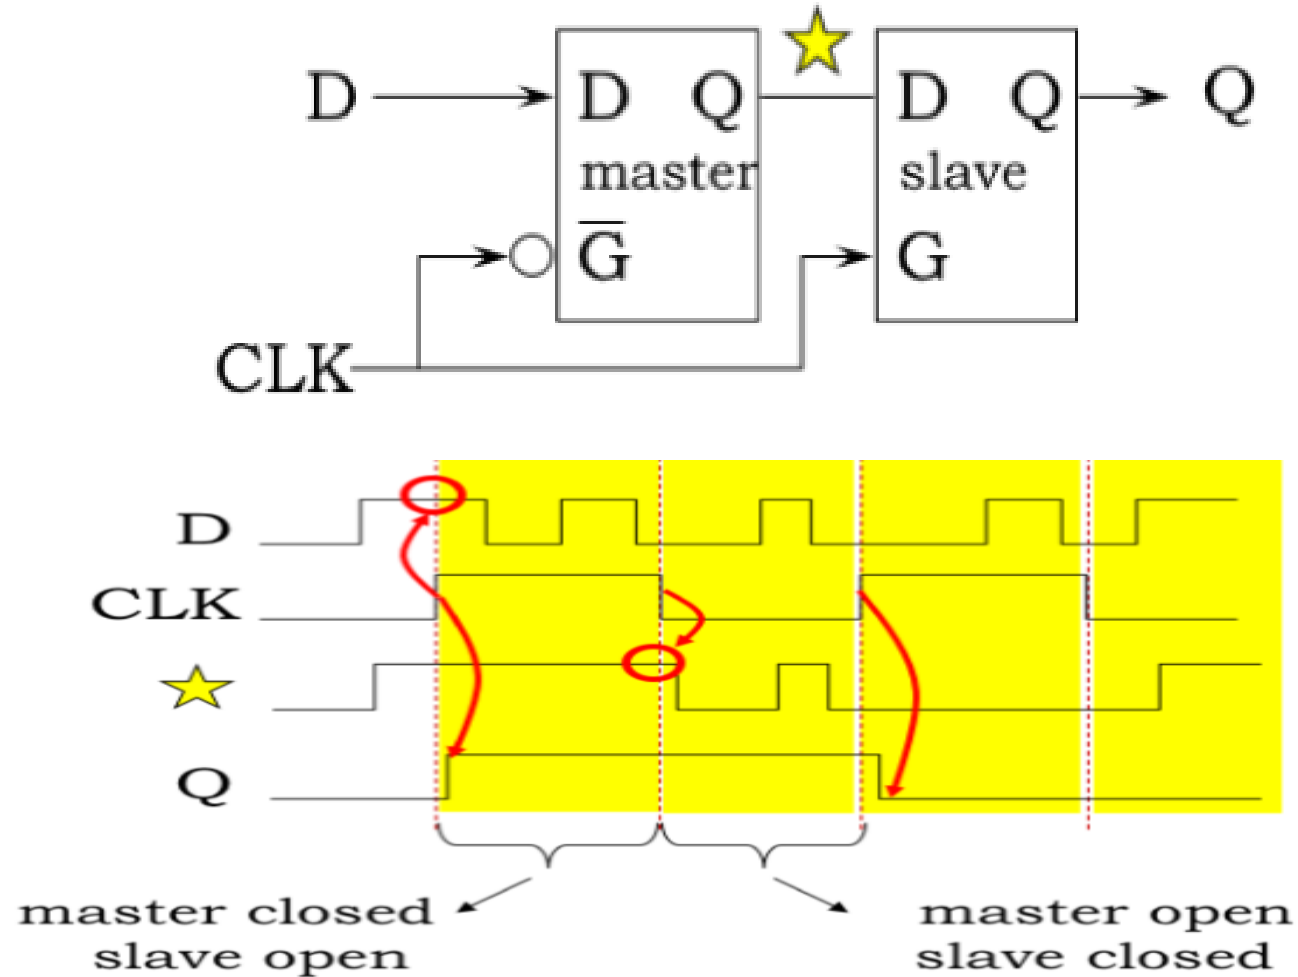 D
D Q
D Q
Q
master
slave
G̅
G
CLK
D
CLK
Q
master closed
slave open
master open
slave closed